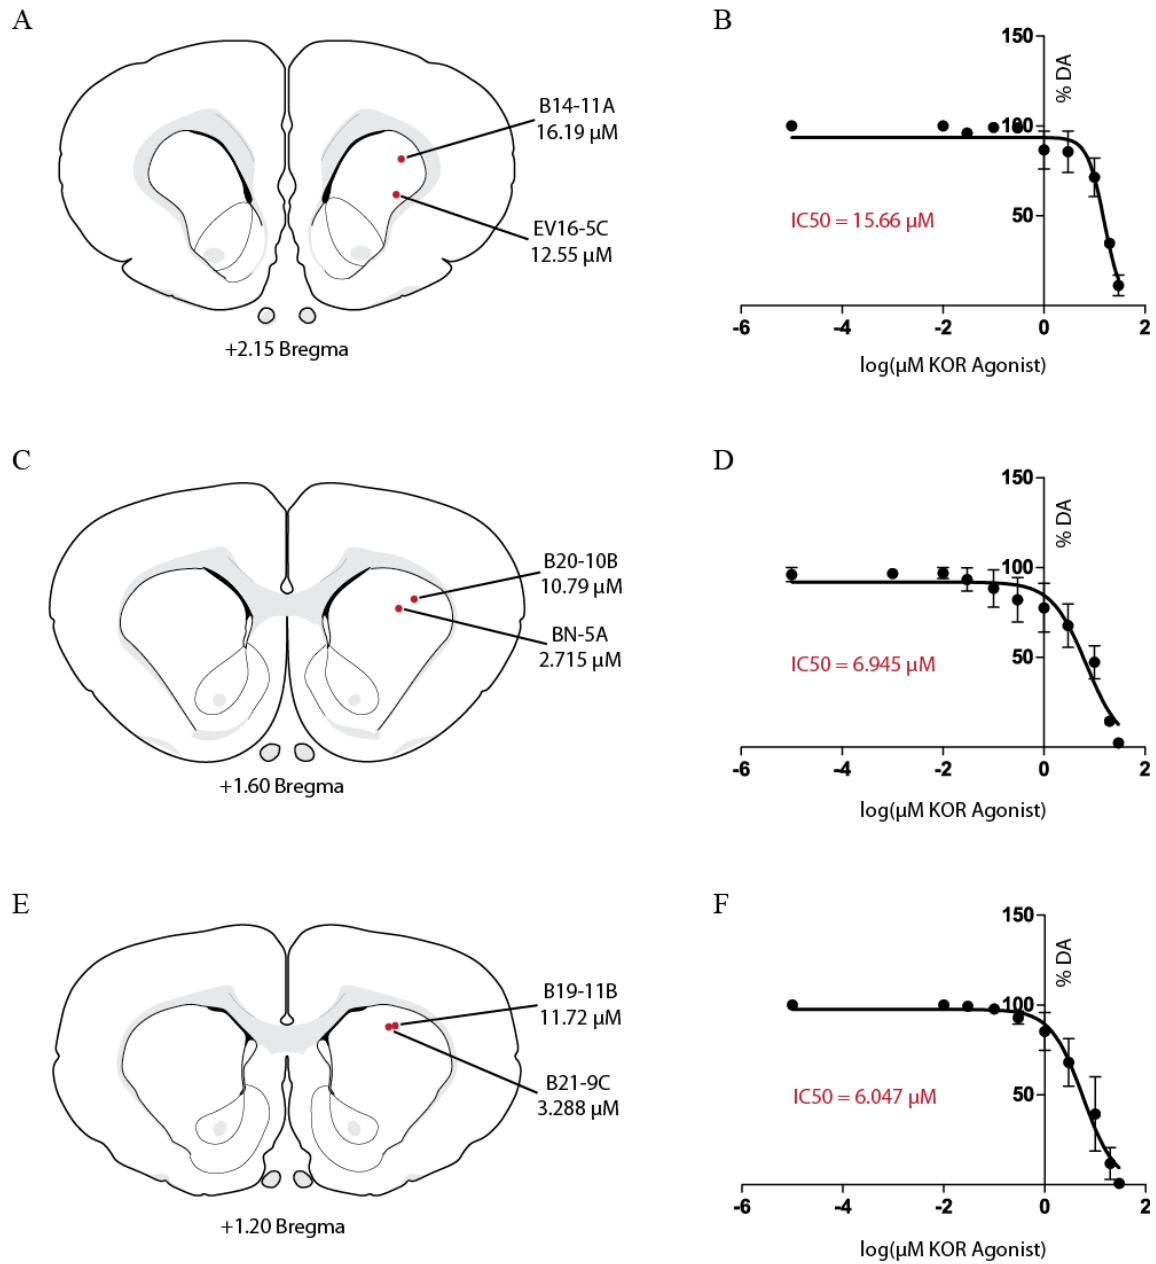 A
B14-11A
16.19 µM
EV16-5C
12.55 µM
+2.15 Bregma
B
150
100
50
% DA
IC50 = 15.66 µM
-6
-4
-2
0
2
log(µM KOR Agonist)
C
B20-10B
10.79 µM
BN-5A
2.715 µM
+1.60 Bregma
D
150
100
50
% DA
IC50 = 6.945 µM
-6
-4
-2
0
2
log(µM KOR Agonist)
E
B19-11B
11.72 µM
B21-9C
3.288 µM
+1.20 Bregma
F
150
100
50
% DA
IC50 = 6.047 µM
-6
-4
-2
0
2
log(µM KOR Agonist)